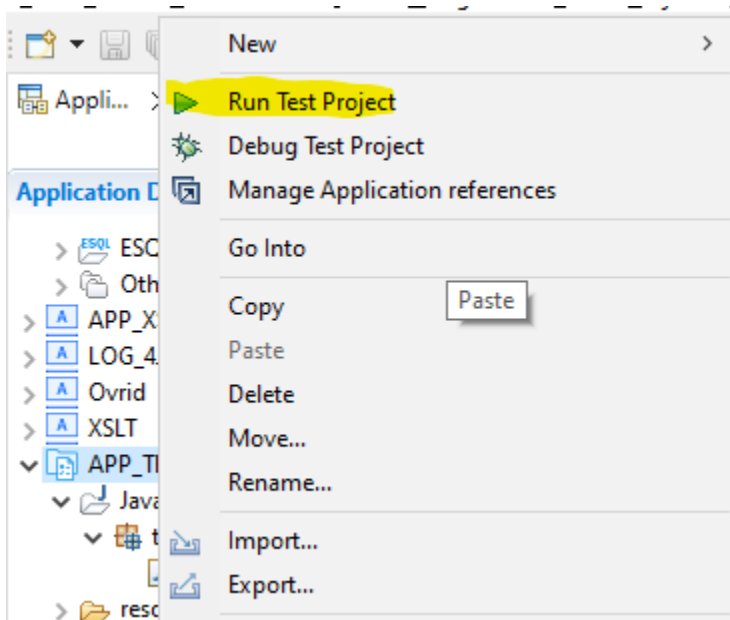 New
Appli...
Run Test Project
Debug Test Project
Application D
Manage Application references
ESQL ESQ
Go Into
Oth
Copy
Paste
A APP_X
A LOG_4
Paste
A Ovrid
Delete
A XSLT
Move...
APP_T
Rename...
Java
t
Import...
Export...
reso